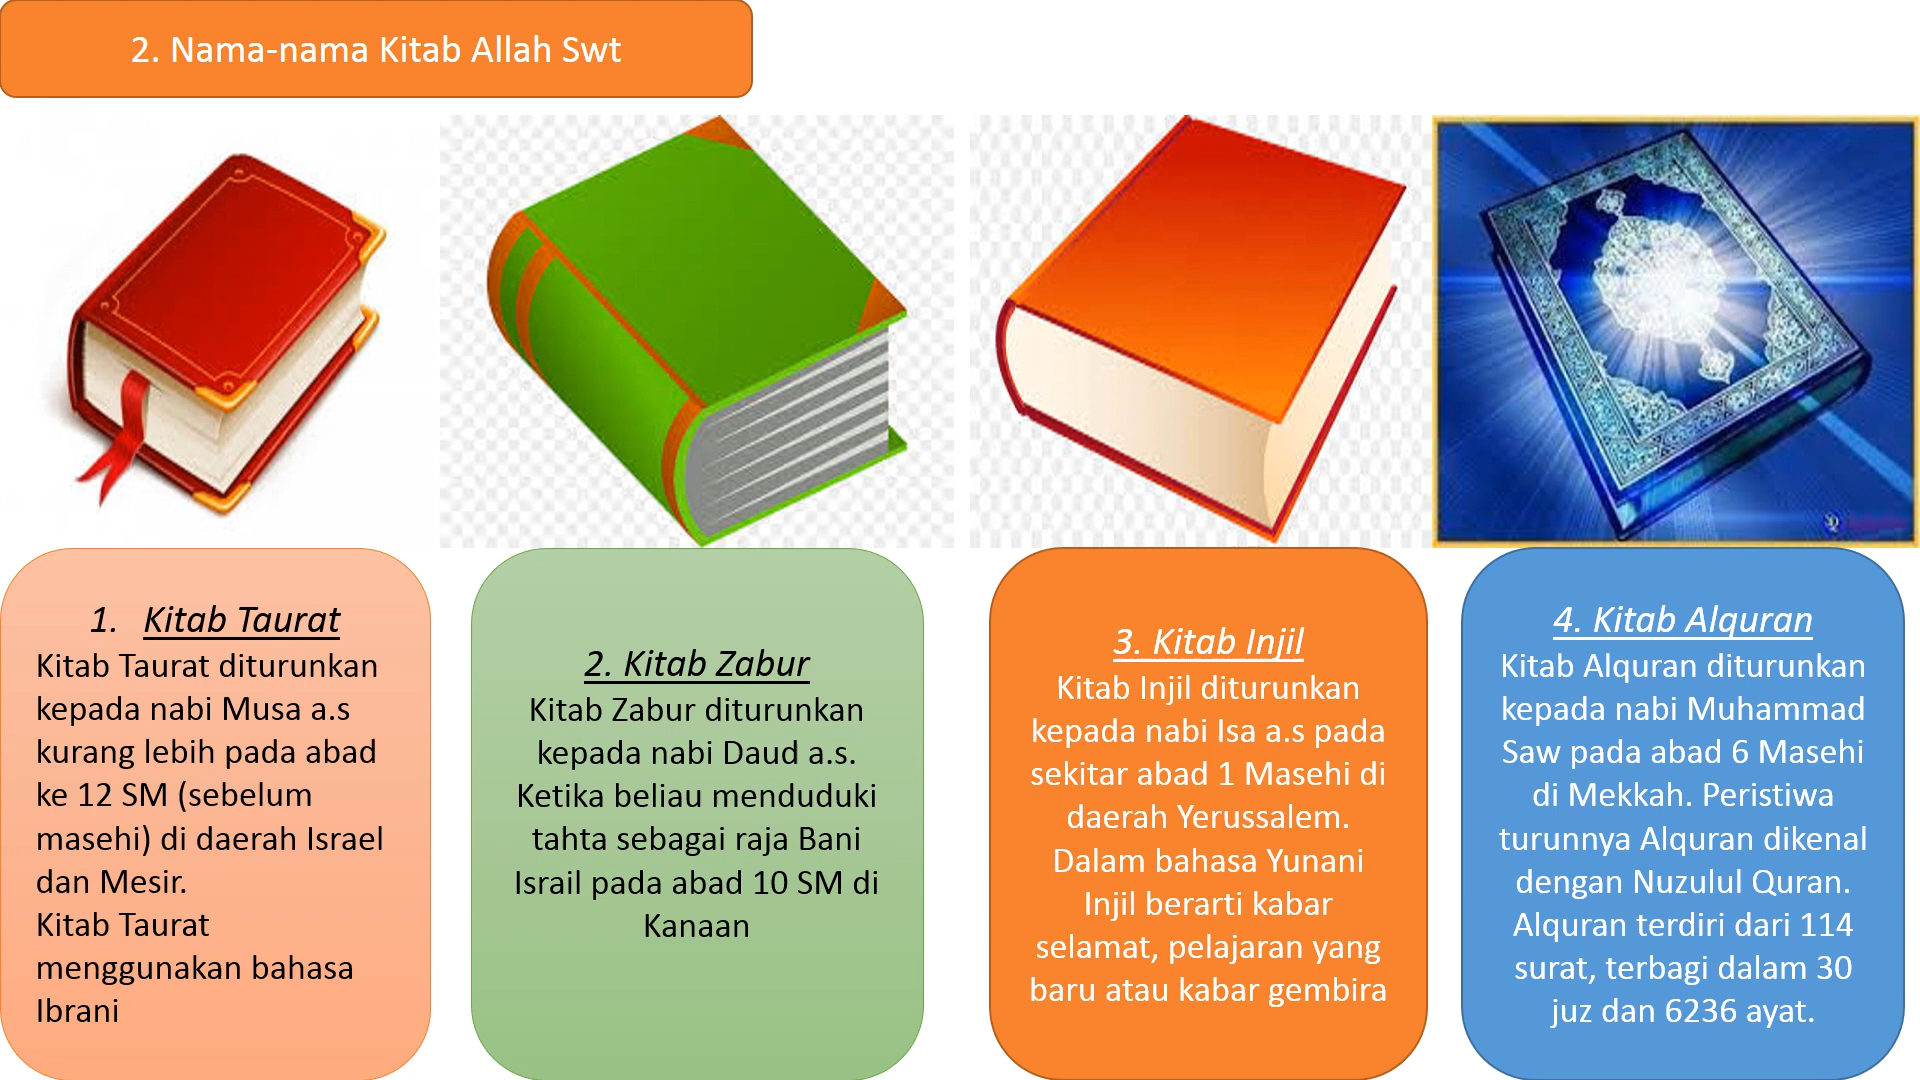 2. Nama-nama Kitab Allah Swt
1. Kitab Taurat
Kitab Taurat diturunkan
kepada nabi Musa a.s
kurang lebih pada abad
ke 12 SM (sebelum
masehi) di daerah Israel
dan Mesir.
Kitab Taurat
menggunakan bahasa
Ibrani
2. Kitab Zabur
Kitab Zabur diturunkan
kepada nabi Daud a.s.
Ketika beliau menduduki
tahta sebagai raja Bani
Israil pada abad 10 SM di
Kanaan
3. Kitab Injil
Kitab Injil diturunkan
kepada nabi Isa a.s pada
sekitar abad 1 Masehi di
daerah Yerussalem.
Dalam bahasa Yunani
Injil berarti kabar
selamat, pelajaran yang
baru atau kabar gembira
4. Kitab Alquran
Kitab Alquran diturunkan
kepada nabi Muhammad
Saw pada abad 6 Masehi
di Mekkah. Peristiwa
turunnya Alquran dikenal
dengan Nuzulul Quran.
Alquran terdiri dari 114
surat, terbagi dalam 30
juz dan 6236 ayat.